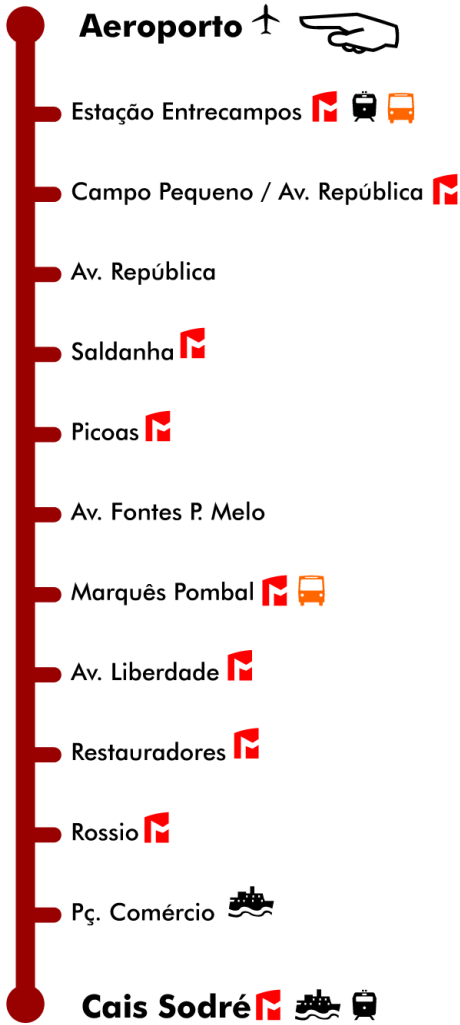 Aeroporto
Estação Entrecampos
Campo Pequeno / Av. República
Av. República
Saldanha
Picoas
Av. Fontes P. Melo
Marquês Pombal
Av. Liberdade
Restauradores
Rossio
Pç. Comércio
Cais Sodré